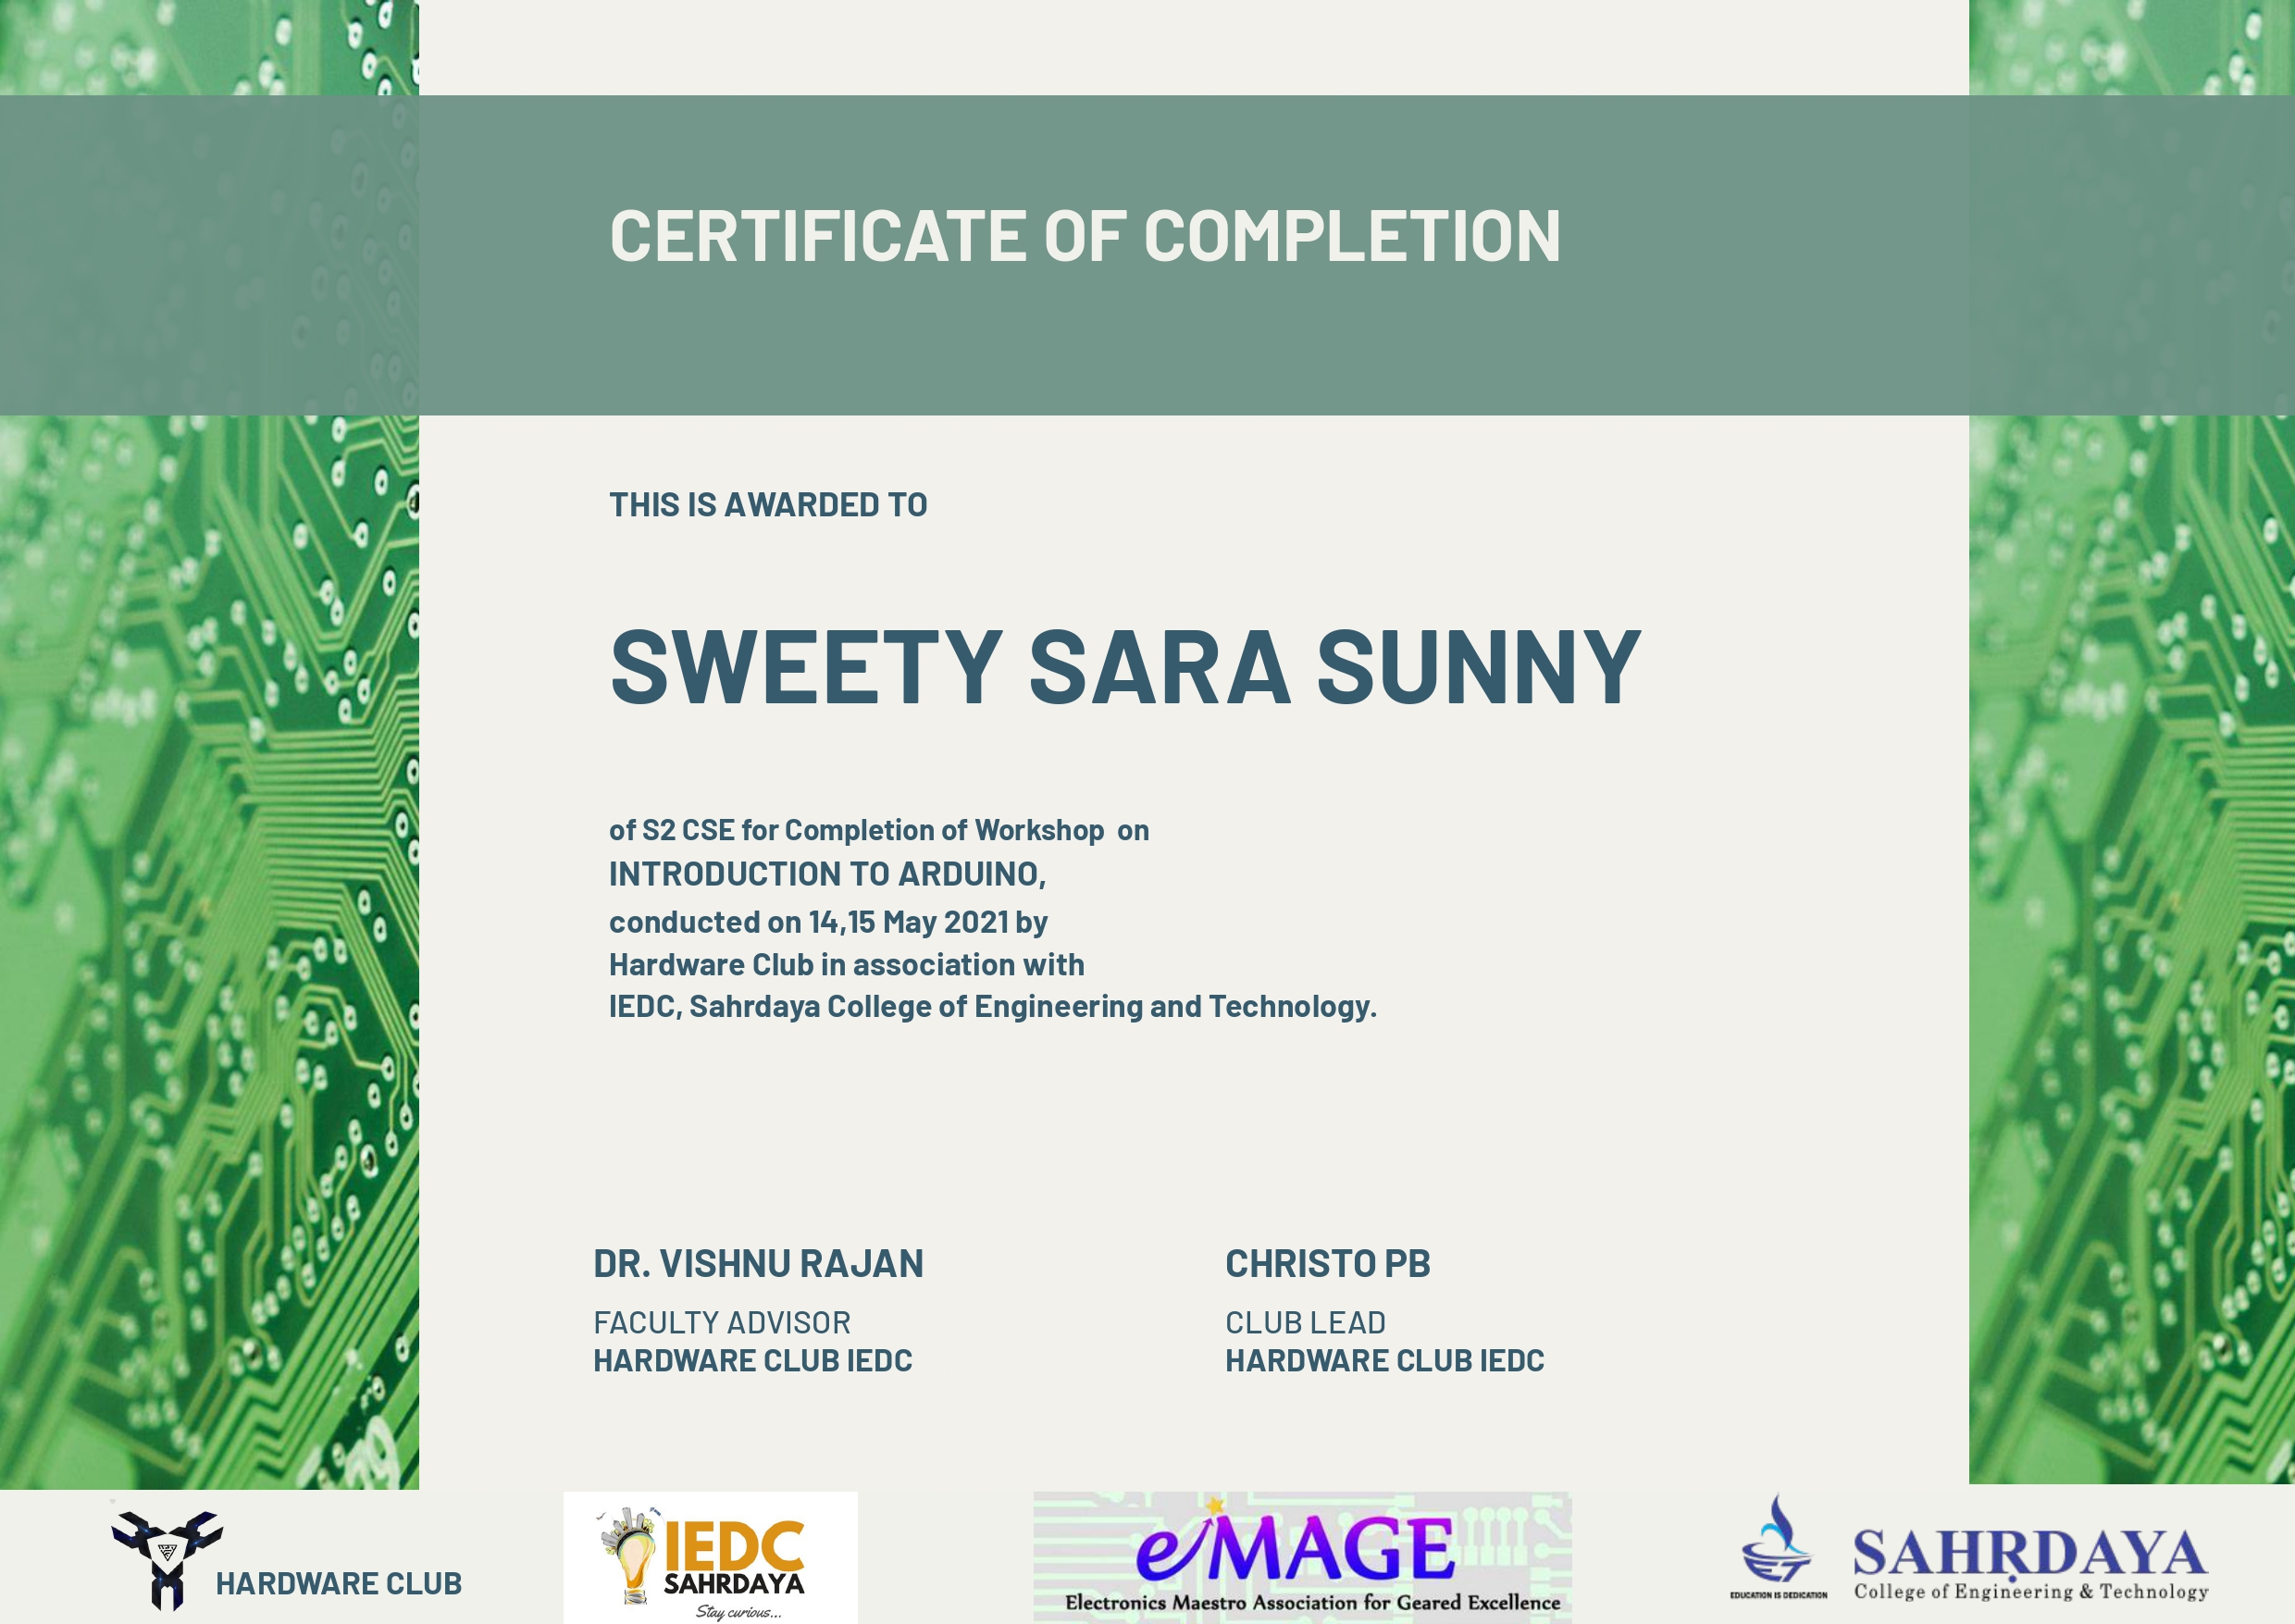 CERTIFICATE OF COMPLETION
THIS IS AWARDED TO
SWEETY SARA SUNNY
of S2 CSE for Completion of Workshop on
INTRODUCTION TO ARDUINO,
conducted on 14,15 May 2021 by
Hardware Club in association with
IEDC, Sahrdaya College of Engineering and Technology.
DR. VISHNU RAJAN
FACULTY ADVISOR
HARDWARE CLUB IEDC
CHRISTO PB
CLUB LEAD
HARDWARE CLUB IEDC
HARDWARE CLUB
IEDC
SAHRDAYA
Stay curious...
eMAGE
Electronics Maestro Association for Geared Excellence
EDUCATION IS DEDICATION
SAHṚDAYA
College of Engineering & Technology